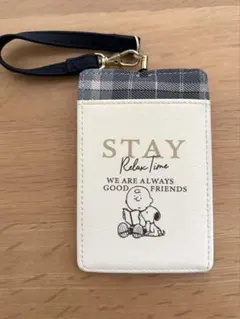 STAY
Relax Time
WE ARE ALWAYS
GOOD FRIENDS